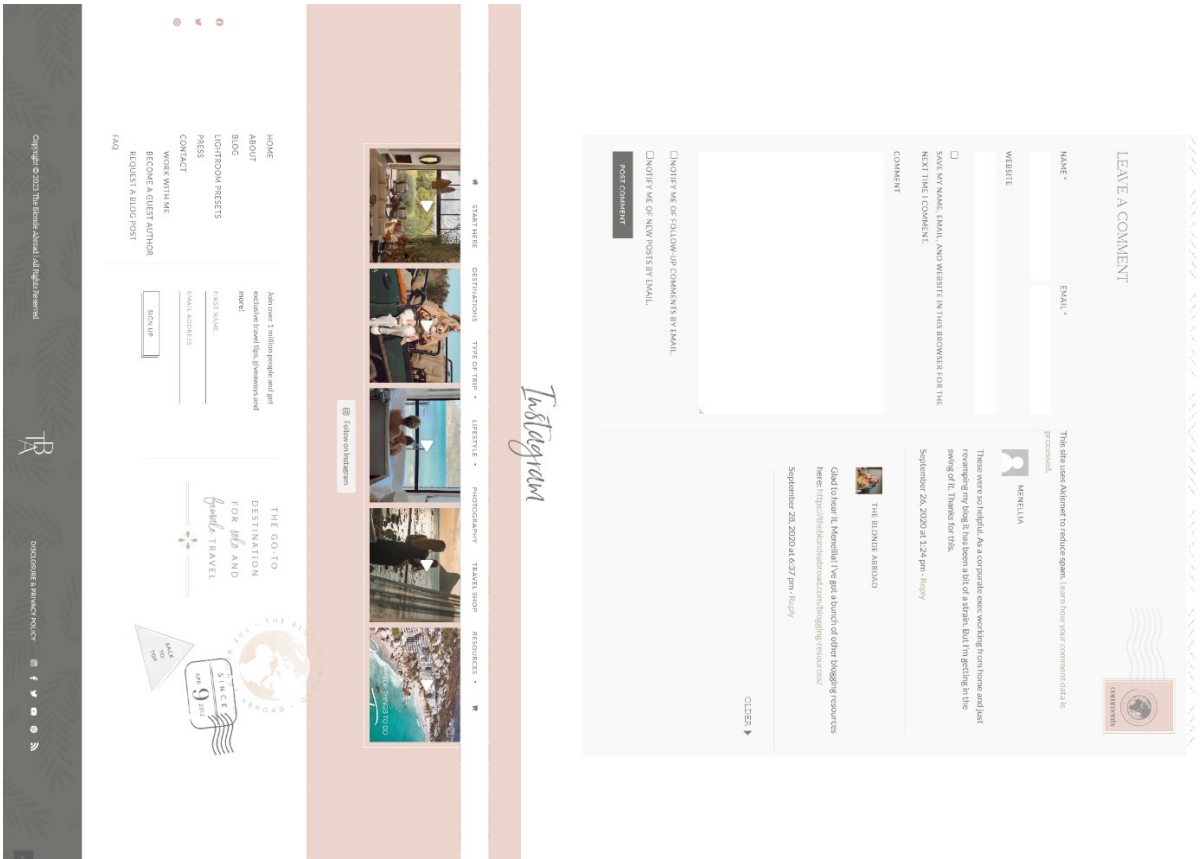 LEAVE A COMMENT
NAME *
EMAIL *
WEBSITE
SAVE MY NAME, EMAIL, AND WEBSITE IN THIS BROWSER FOR THE
NEXT TIME I COMMENT.
COMMENT
NOTIFY ME OF FOLLOW-UP COMMENTS BY EMAIL.
NOTIFY ME OF NEW POSTS BY EMAIL.
POST COMMENT
comments
This site uses Akismet to reduce spam. Learn how your comment data is
processed.
MENELLIA
These were so helpful. As a corporate exec working from home and just
revamping my blog it has been a bit of a strain. But I'm getting in the
swing of it. Thanks for this.
September 26, 2020 at 1:24 pm · Reply
THE BLONDE ABROAD
Glad to hear it, Menellia! I've got a bunch of other blogging resources
here: https://theblondeabroad.com/blogging-resources/
September 28, 2020 at 6:37 pm · Reply
OLDER
Instagram
START HERE
DESTINATIONS
TYPE OF TRIP
LIFESTYLE
PHOTOGRAPHY
TRAVEL SHOP
RESOURCES
TOP THINGS TO DO
Follow on Instagram
HOME
ABOUT
BLOG
LIGHTROOM PRESETS
PRESS
CONTACT
WORK WITH ME
BECOME A GUEST AUTHOR
REQUEST A BLOG POST
FAQ
Join over 1 million people and get
exclusive travel tips, giveaways and
more!
FIRST NAME
EMAIL ADDRESS
SIGN UP
THE GO-TO
DESTINATION
FOR solo AND
female TRAVEL
SINCE
APR 9 2011
BACK
TO
TOP
Copyright © 2023 The Blonde Abroad | All Rights Reserved
TBA
DISCLOSURE & PRIVACY POLICY